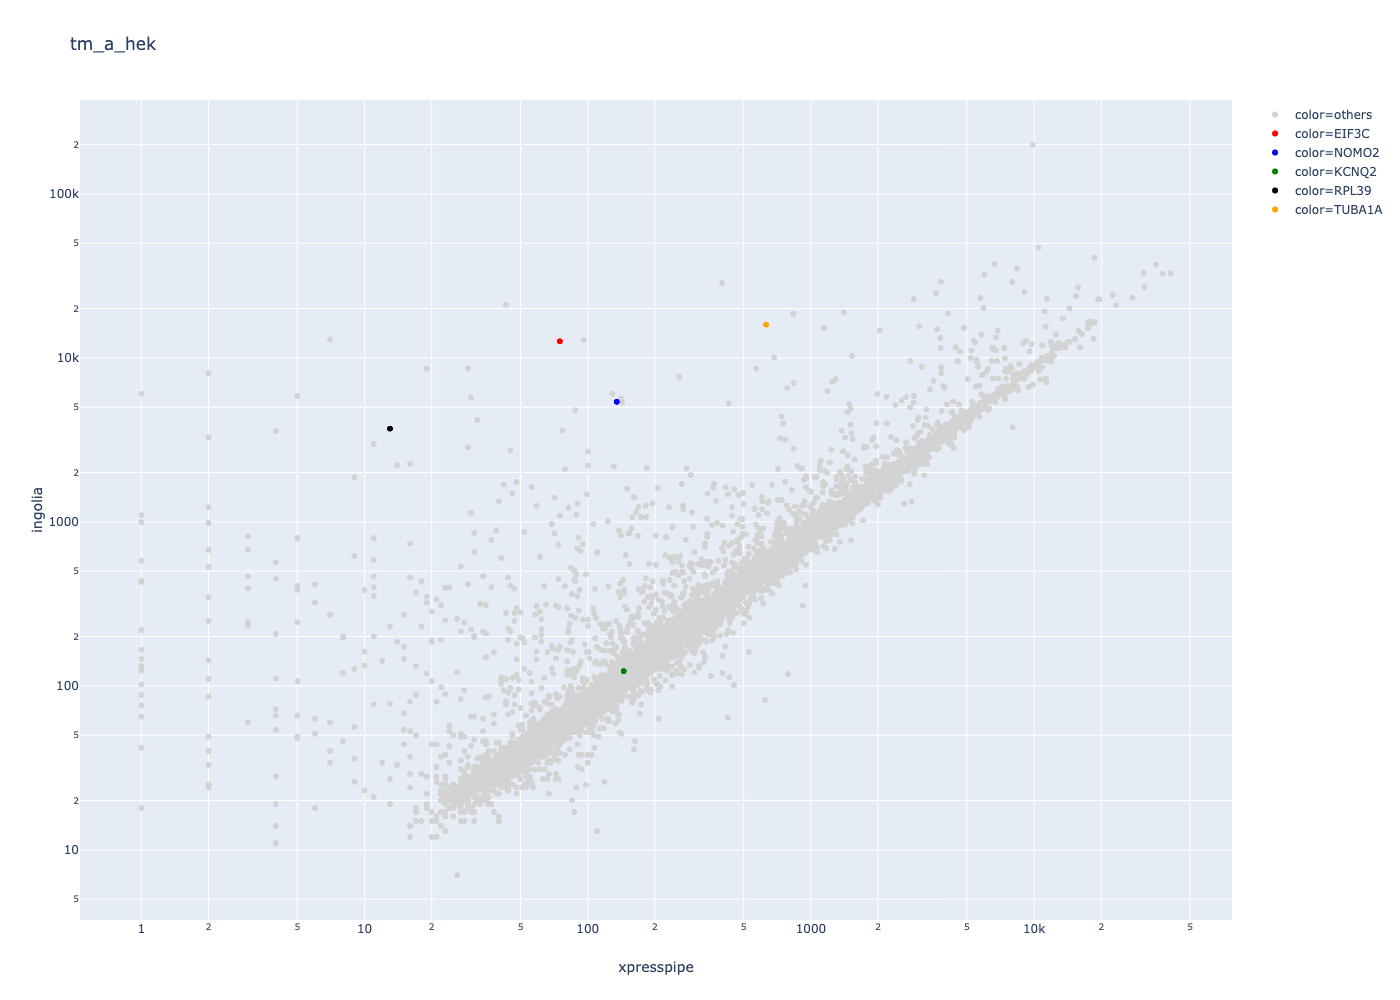 tm_a_hek
color=others
color=EIF3C
color=NOMO2
color=KCNQ2
color=RPL39
color=TUBA1A
2
100k
5
2
10k
5
2
1000
5
2
100
5
2
10
5
ingolia
1 2 5 10 2 5 100 2 5 1000 2 5 10k 2 5
xpresspipe